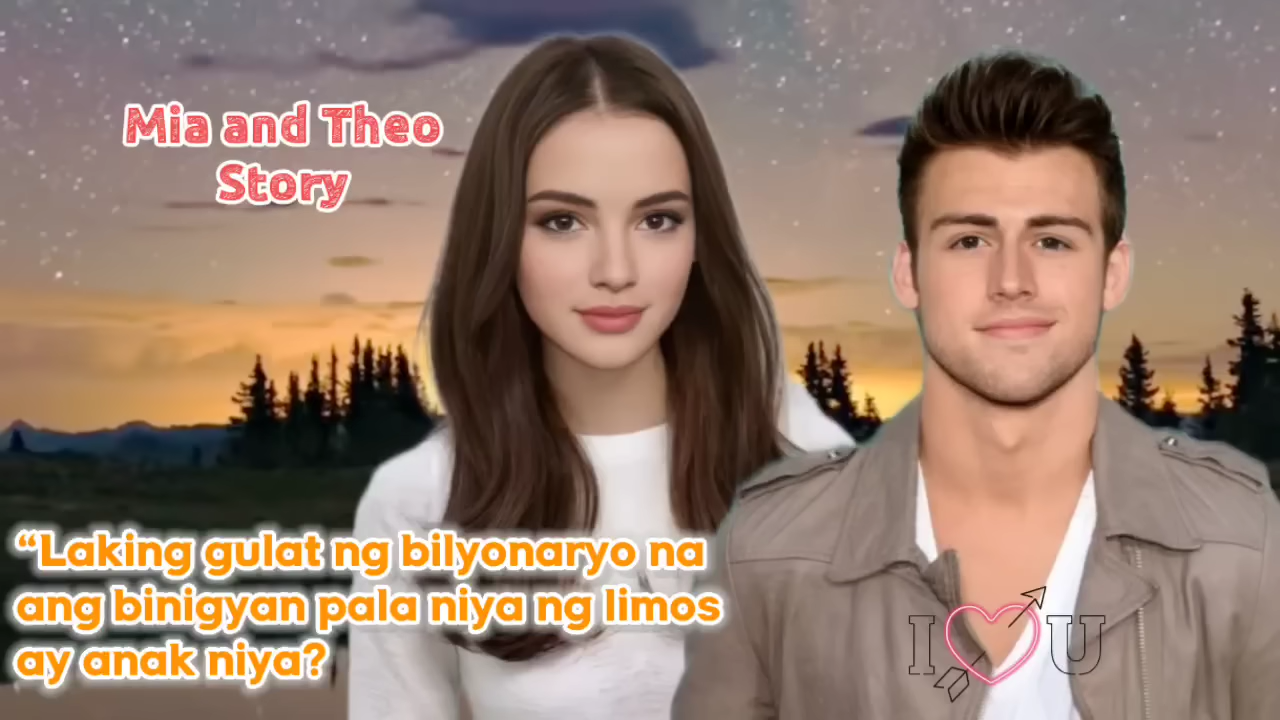 Mia and Theo
Story
“Laking gulat ng bilyonaryo na
ang binigyan pala niya ng limos
ay anak niya?
I U